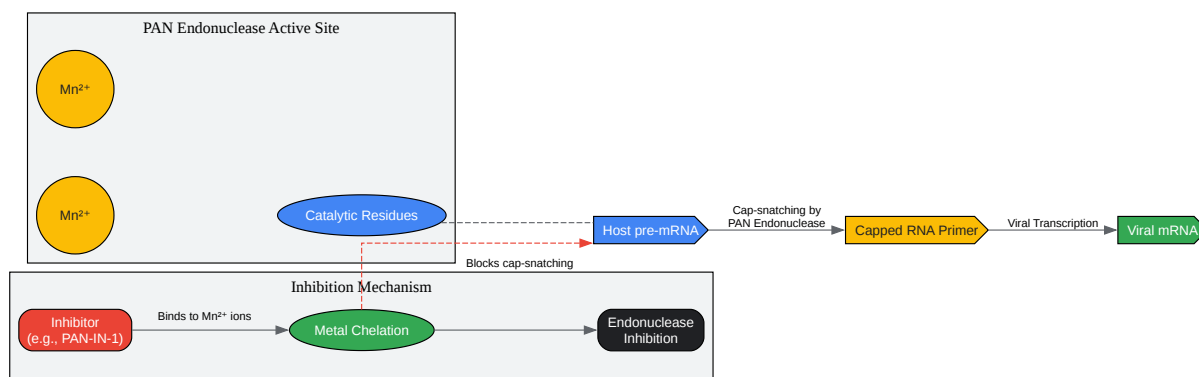 PAN Endonuclease Active Site
Mn²⁺
Mn²⁺
Catalytic Residues
Host pre-mRNA
Cap-snatching by
PAN Endonuclease
Capped RNA Primer
Viral Transcription
Viral mRNA
Blocks cap-snatching
Inhibition Mechanism
Inhibitor
(e.g., PAN-IN-1)
Binds to Mn²⁺ ions
Metal Chelation
Endonuclease
Inhibition